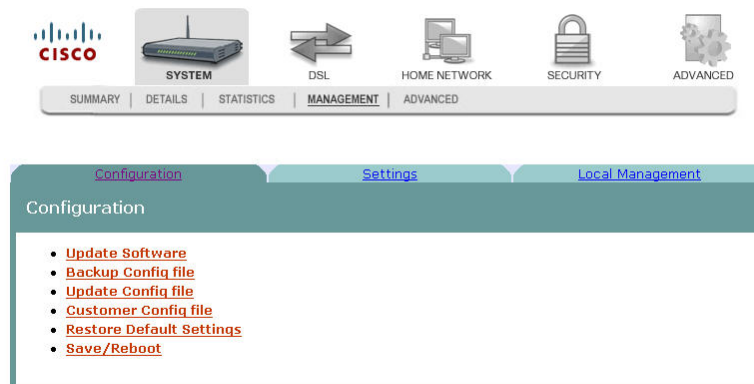 CISCO
SYSTEM DSL HOME NETWORK SECURITY ADVANCED
SUMMARY | DETAILS | STATISTICS | MANAGEMENT | ADVANCED
Configuration Settings Local Management
Configuration
Update Software
Backup Config file
Update Config file
Customer Config file
Restore Default Settings
Save/Reboot